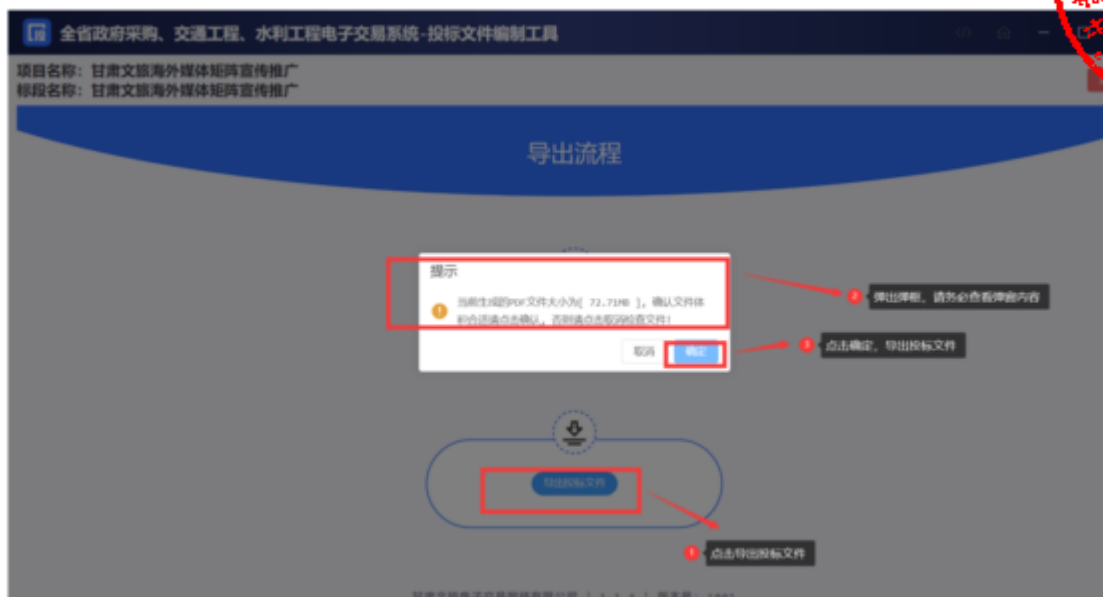 全省政府采购、交通工程、水利工程电子交易系统-投标文件编制工具
项目名称：甘肃文旅海外媒体矩阵宣传推广
标段名称：甘肃文旅海外媒体矩阵宣传推广
导出流程
提示
当前生成的PDF文件大小为[ 72.71MB ]，确认文件体
积合适请点击确认，否则请点击取消检查文件！
取消 确定
2 弹出弹框，请务必查看弹窗内容
3 点击确定，导出投标文件
导出投标文件
1 点击导出投标文件